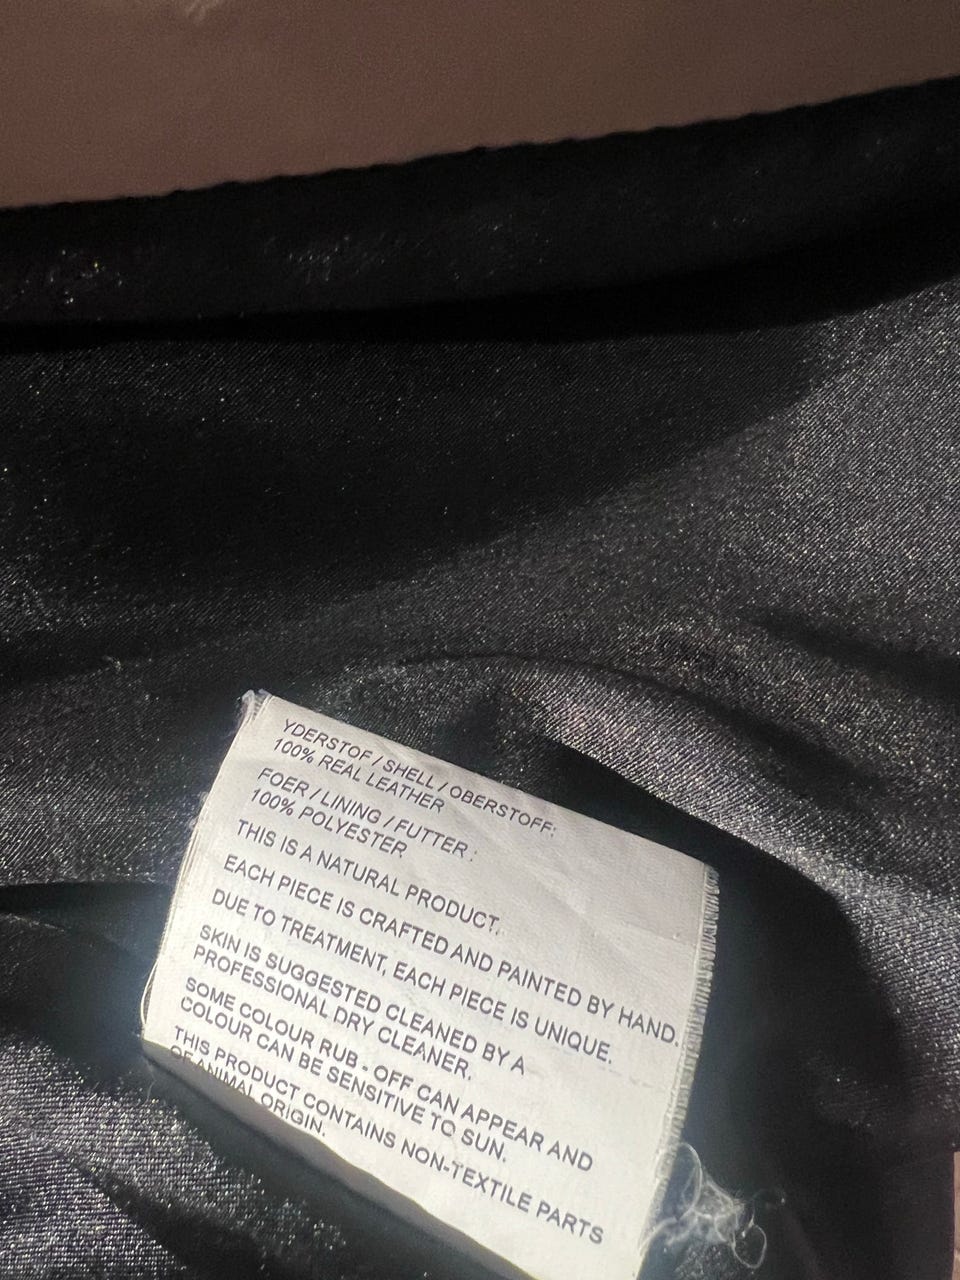 YDERSTOF / SHELL / OBERSTOFF:
100% REAL LEATHER
FOER / LINING / FUTTER :
100% POLYESTER
THIS IS A NATURAL PRODUCT.
EACH PIECE IS CRAFTED AND PAINTED BY HAND.
DUE TO TREATMENT, EACH PIECE IS UNIQUE.
SKIN IS SUGGESTED CLEANED BY A
PROFESSIONAL DRY CLEANER.
SOME COLOUR RUB - OFF CAN APPEAR AND
COLOUR CAN BE SENSITIVE TO SUN.
THIS PRODUCT CONTAINS NON-TEXTILE PARTS
OF ANIMAL ORIGIN.